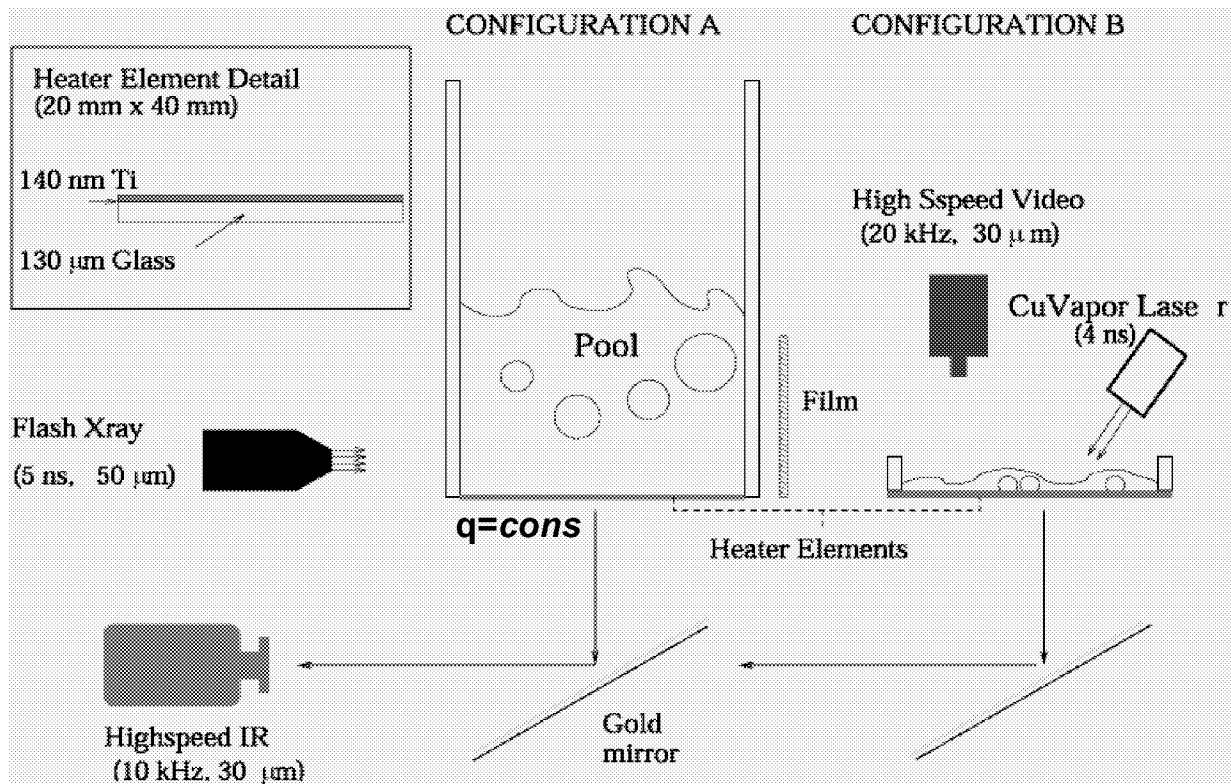 CONFIGURATION A
CONFIGURATION B
Heater Element Detail
(20 mm x 40 mm)
140 nm Ti
130 μm Glass
High Sspeed Video
(20 kHz, 30 μ m)
CuVapor Lase r
(4 ns)
Pool
Film
Flash Xray
(5 ns, 50 μm)
q=cons
Heater Elements
Highspeed IR
(10 kHz, 30 μm)
Gold
mirror